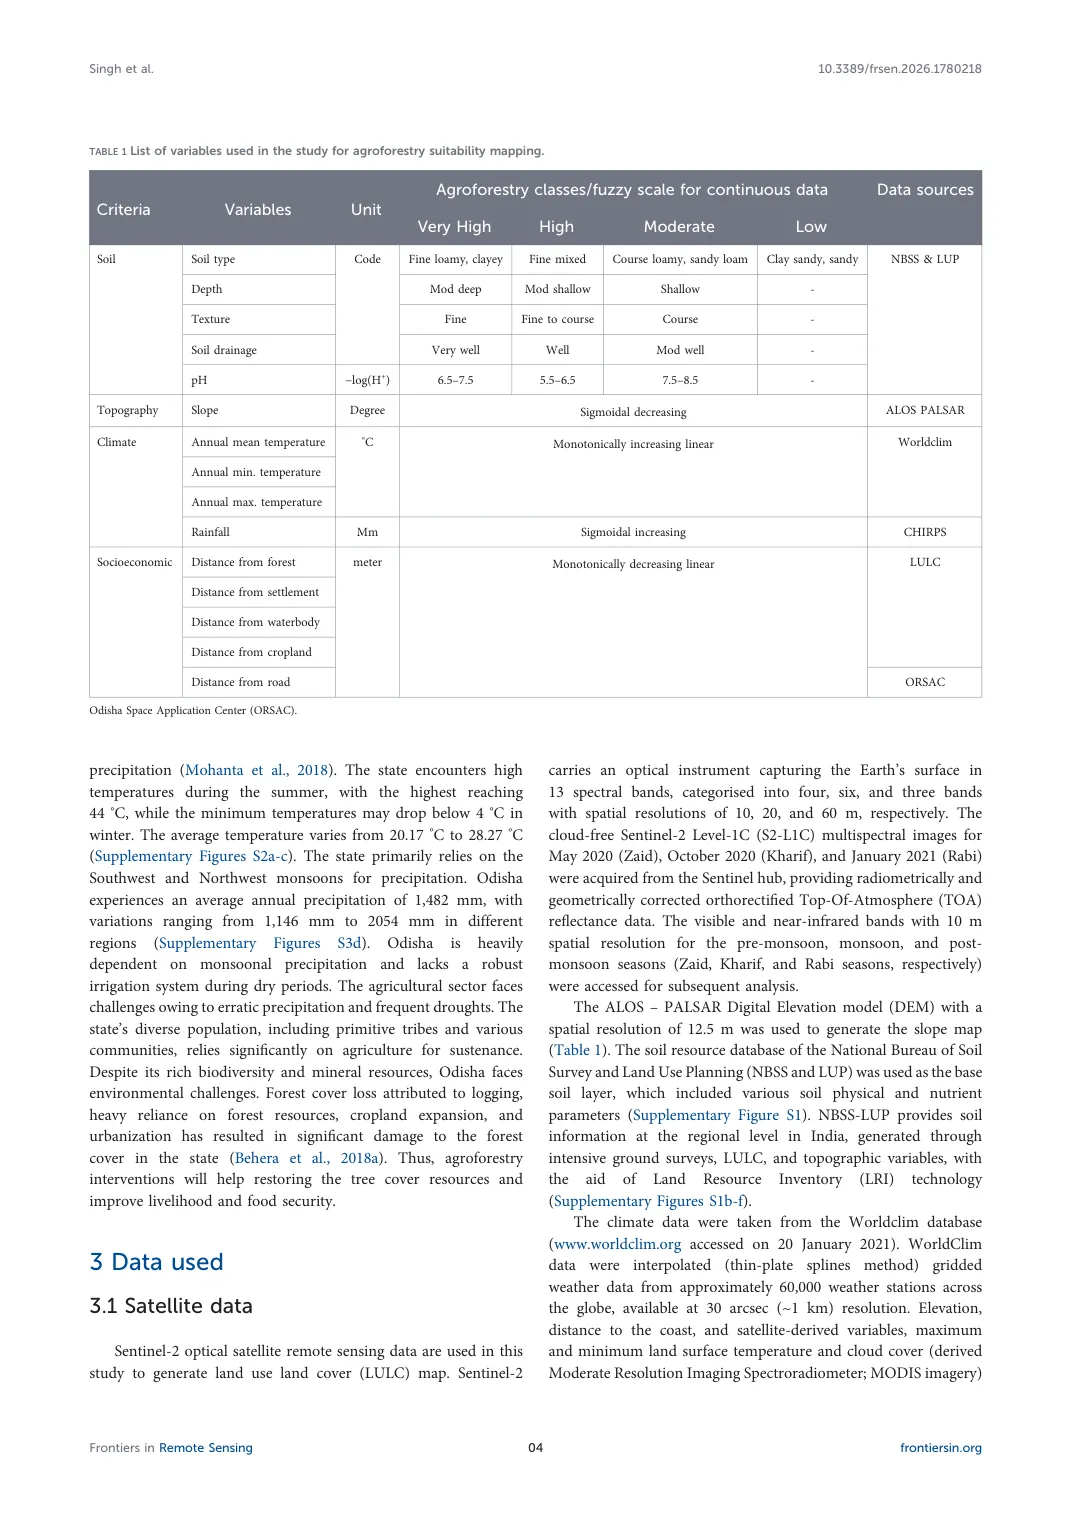 Singh et al.
10.3389/frsen.2026.1780218
TABLE 1 List of variables used in the study for agroforestry suitability mapping.
Criteria Variables Unit Agroforestry classes/fuzzy scale for continuous data Data sources
Very High High Moderate Low
Soil Soil type Code Fine loamy, clayey Fine mixed Course loamy, sandy loam Clay sandy, sandy NBSS & LUP
Depth Mod deep Mod shallow Shallow -
Texture Fine Fine to course Course -
Soil drainage Very well Well Mod well -
pH −log(H⁺) 6.5–7.5 5.5–6.5 7.5–8.5 -
Topography Slope Degree Sigmoidal decreasing ALOS PALSAR
Climate Annual mean temperature °C Monotonically increasing linear Worldclim
Annual min. temperature
Annual max. temperature
Rainfall Mm Sigmoidal increasing CHIRPS
Socioeconomic Distance from forest meter Monotonically decreasing linear LULC
Distance from settlement
Distance from waterbody
Distance from cropland
Distance from road ORSAC
Odisha Space Application Center (ORSAC).
precipitation (Mohanta et al., 2018). The state encounters high
temperatures during the summer, with the highest reaching
44 °C, while the minimum temperatures may drop below 4 °C in
winter. The average temperature varies from 20.17 °C to 28.27 °C
(Supplementary Figures S2a-c). The state primarily relies on the
Southwest and Northwest monsoons for precipitation. Odisha
experiences an average annual precipitation of 1,482 mm, with
variations ranging from 1,146 mm to 2054 mm in different
regions (Supplementary Figures S3d). Odisha is heavily
dependent on monsoonal precipitation and lacks a robust
irrigation system during dry periods. The agricultural sector faces
challenges owing to erratic precipitation and frequent droughts. The
state's diverse population, including primitive tribes and various
communities, relies significantly on agriculture for sustenance.
Despite its rich biodiversity and mineral resources, Odisha faces
environmental challenges. Forest cover loss attributed to logging,
heavy reliance on forest resources, cropland expansion, and
urbanization has resulted in significant damage to the forest
cover in the state (Behera et al., 2018a). Thus, agroforestry
interventions will help restoring the tree cover resources and
improve livelihood and food security.
3 Data used
3.1 Satellite data
Sentinel-2 optical satellite remote sensing data are used in this
study to generate land use land cover (LULC) map. Sentinel-2
carries an optical instrument capturing the Earth's surface in
13 spectral bands, categorised into four, six, and three bands
with spatial resolutions of 10, 20, and 60 m, respectively. The
cloud-free Sentinel-2 Level-1C (S2-L1C) multispectral images for
May 2020 (Zaid), October 2020 (Kharif), and January 2021 (Rabi)
were acquired from the Sentinel hub, providing radiometrically and
geometrically corrected orthorectified Top-Of-Atmosphere (TOA)
reflectance data. The visible and near-infrared bands with 10 m
spatial resolution for the pre-monsoon, monsoon, and post-
monsoon seasons (Zaid, Kharif, and Rabi seasons, respectively)
were accessed for subsequent analysis.
The ALOS – PALSAR Digital Elevation model (DEM) with a
spatial resolution of 12.5 m was used to generate the slope map
(Table 1). The soil resource database of the National Bureau of Soil
Survey and Land Use Planning (NBSS and LUP) was used as the base
soil layer, which included various soil physical and nutrient
parameters (Supplementary Figure S1). NBSS-LUP provides soil
information at the regional level in India, generated through
intensive ground surveys, LULC, and topographic variables, with
the aid of Land Resource Inventory (LRI) technology
(Supplementary Figures S1b-f).
The climate data were taken from the Worldclim database
(www.worldclim.org accessed on 20 January 2021). WorldClim
data were interpolated (thin-plate splines method) gridded
weather data from approximately 60,000 weather stations across
the globe, available at 30 arcsec (~1 km) resolution. Elevation,
distance to the coast, and satellite-derived variables, maximum
and minimum land surface temperature and cloud cover (derived
Moderate Resolution Imaging Spectroradiometer; MODIS imagery)
Frontiers in Remote Sensing
04
frontiersin.org